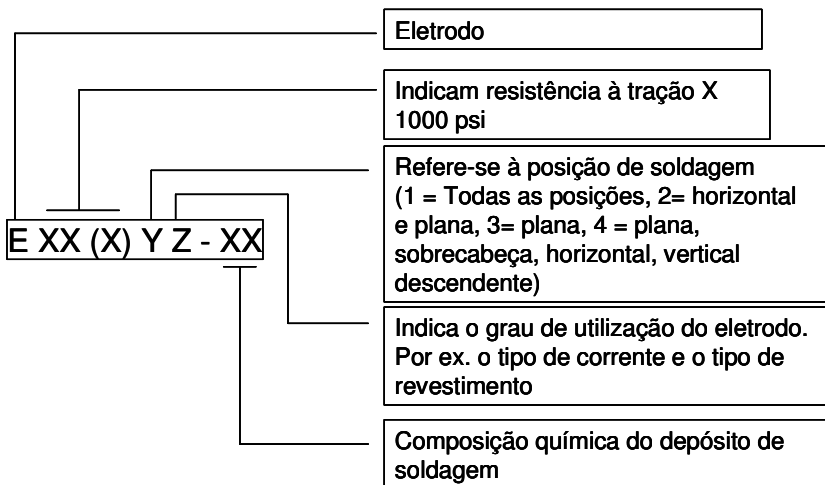 Eletrodo
Indicam resistência à tração X
1000 psi
Refere-se à posição de soldagem
(1 = Todas as posições, 2= horizontal
e plana, 3= plana, 4 = plana,
sobrecabeça, horizontal, vertical
descendente)
E XX (X) Y Z - XX
Indica o grau de utilização do eletrodo.
Por ex. o tipo de corrente e o tipo de
revestimento
Composição química do depósito de
soldagem